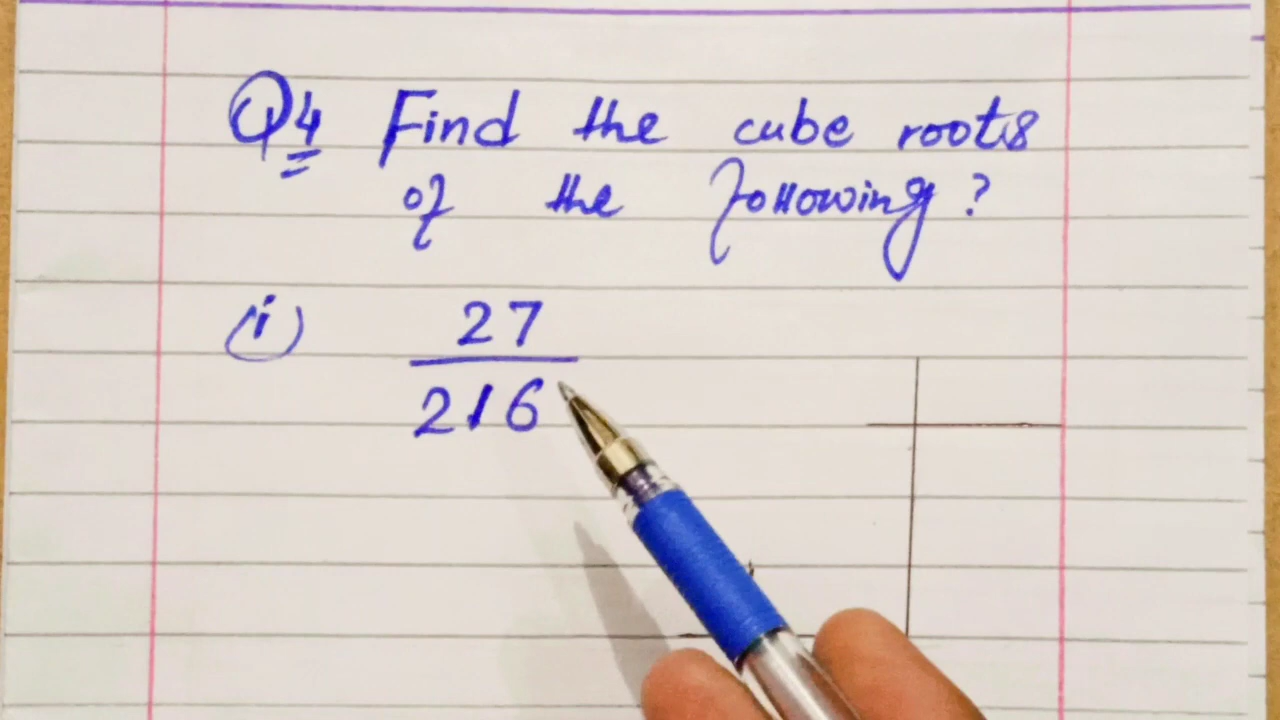 Q4 Find the cube roots
of the following?
(i) 27
216